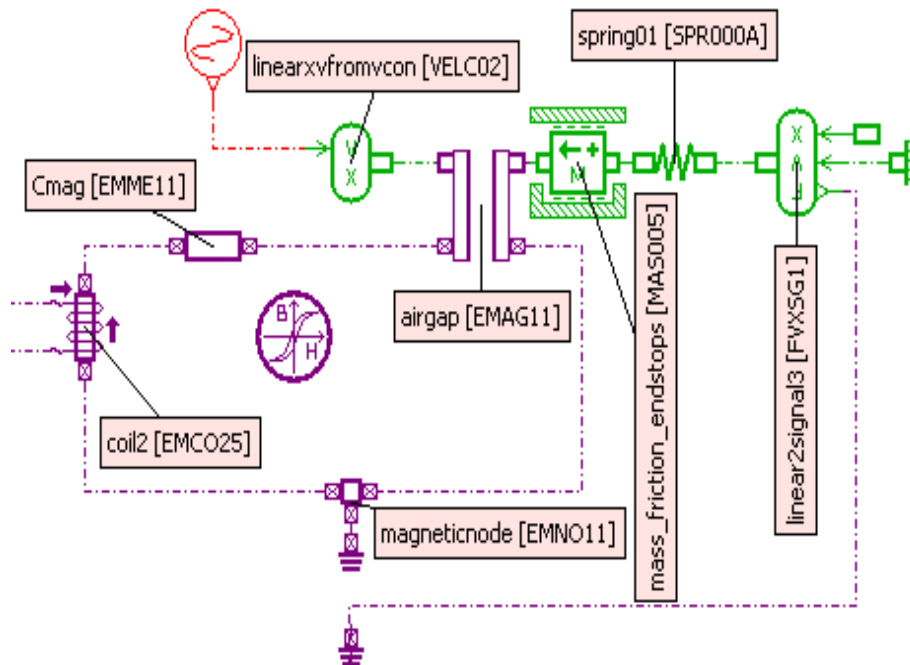 spring01 [SPR000A]
linearxvfromvcon [VELC02]
V
X
M
X
Cmag [EMME11]
airgap [EMAG11]
B
H
coil2 [EMCO25]
mass_friction_endstops [MAS005]
linear2signal3 [FVXSG1]
magneticnode [EMNO11]